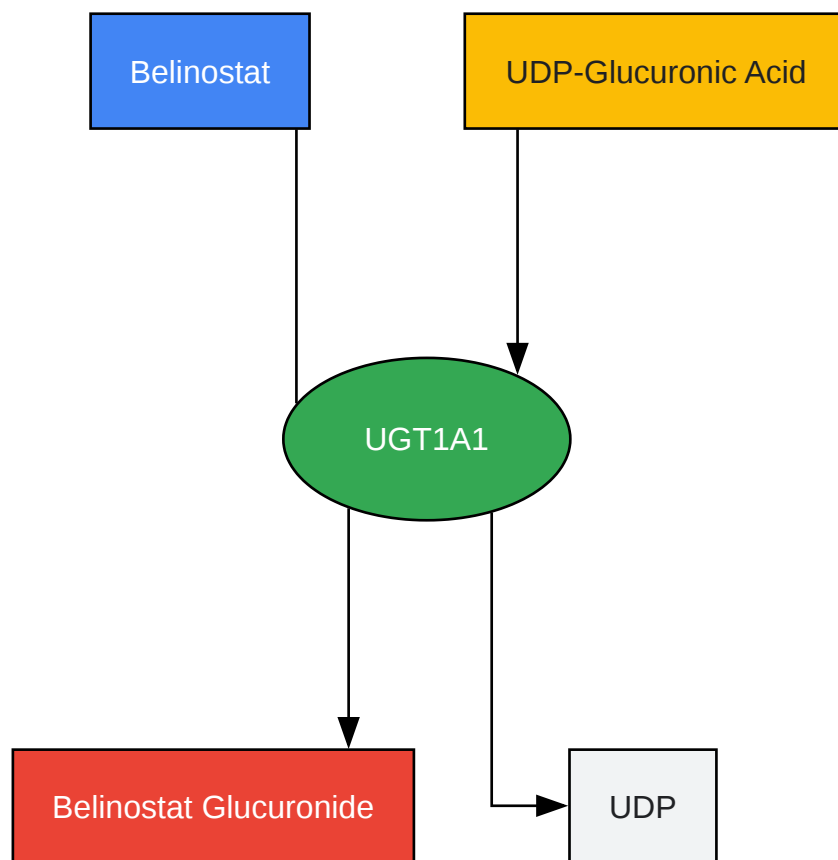 Belinostat
UDP-Glucuronic Acid
UGT1A1
Belinostat Glucuronide
UDP